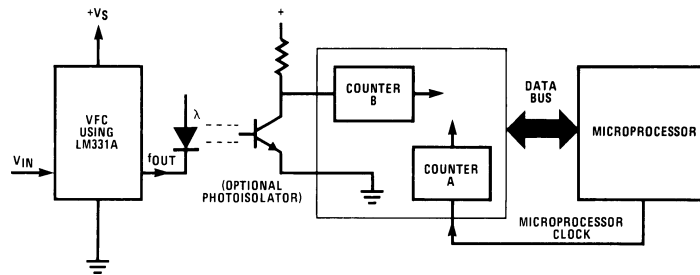 +VS
VFC
USING
LM331A
VIN
fOUT
λ
(OPTIONAL
PHOTOISOLATOR)
+
COUNTER
B
COUNTER
A
DATA
BUS
MICROPROCESSOR
MICROPROCESSOR
CLOCK